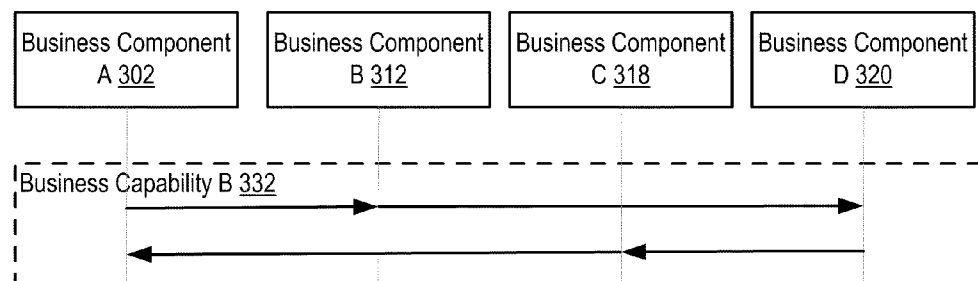 Business Component
A 302
Business Component
B 312
Business Component
C 318
Business Component
D 320
Business Capability B 332